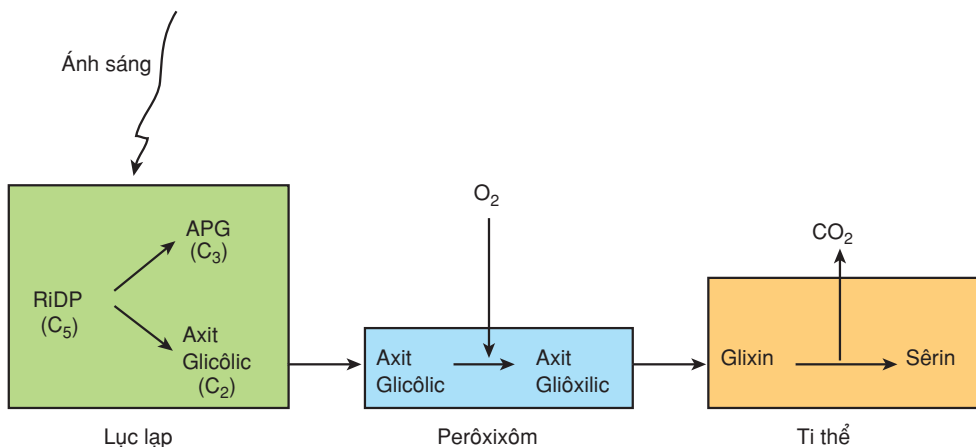 Ánh sáng
O₂
CO₂
APG
(C₃)
RiDP
(C₅)
Axit
Glicôlic
(C₂)
Axit
Glicôlic
Axit
Gliôxilic
Glixin
Sêrin
Lục lạp
Perôxixôm
Ti thể